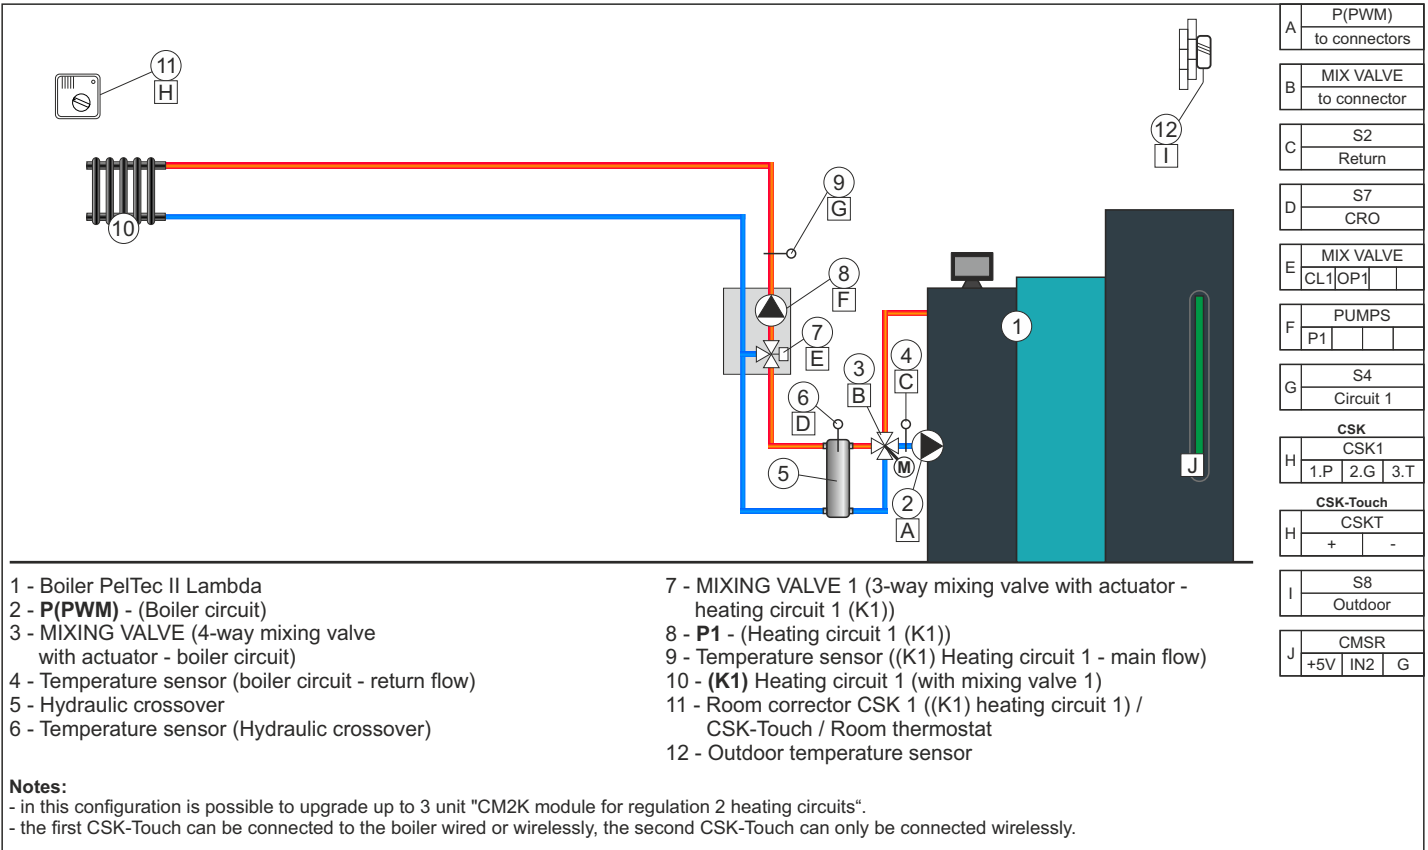 11
H
12
I
9
G
10
8
F
7
E
1
4
C
3
B
6
D
M
5
J
2
A
A
P(PWM)
to connectors
B
MIX VALVE
to connector
C
S2
Return
D
S7
CRO
E
MIX VALVE
CL1 OP1
F
PUMPS
P1
G
S4
Circuit 1
CSK
H
CSK1
1.P 2.G 3.T
CSK-Touch
H
CSKT
+ -
I
S8
Outdoor
J
CMSR
+5V IN2 G
1 - Boiler PelTec II Lambda
2 - P(PWM) - (Boiler circuit)
3 - MIXING VALVE (4-way mixing valve
with actuator - boiler circuit)
4 - Temperature sensor (boiler circuit - return flow)
5 - Hydraulic crossover
6 - Temperature sensor (Hydraulic crossover)
7 - MIXING VALVE 1 (3-way mixing valve with actuator -
heating circuit 1 (K1))
8 - P1 - (Heating circuit 1 (K1))
9 - Temperature sensor ((K1) Heating circuit 1 - main flow)
10 - (K1) Heating circuit 1 (with mixing valve 1)
11 - Room corrector CSK 1 ((K1) heating circuit 1) /
CSK-Touch / Room thermostat
12 - Outdoor temperature sensor
Notes:
- in this configuration is possible to upgrade up to 3 unit "CM2K module for regulation 2 heating circuits“.
- the first CSK-Touch can be connected to the boiler wired or wirelessly, the second CSK-Touch can only be connected wirelessly.